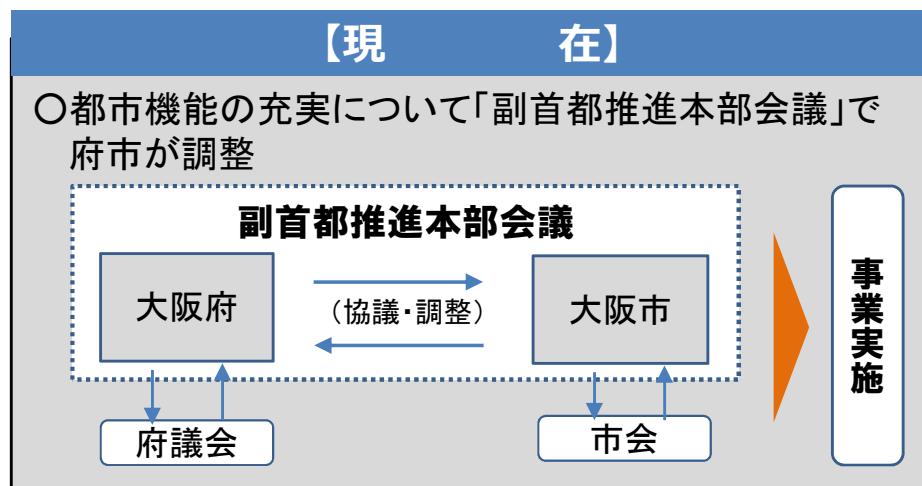 【現　在】
〇都市機能の充実について「副首都推進本部会議」で
府市が調整
副首都推進本部会議
大阪府
（協議・調整）
大阪市
府議会
市会
事業実施